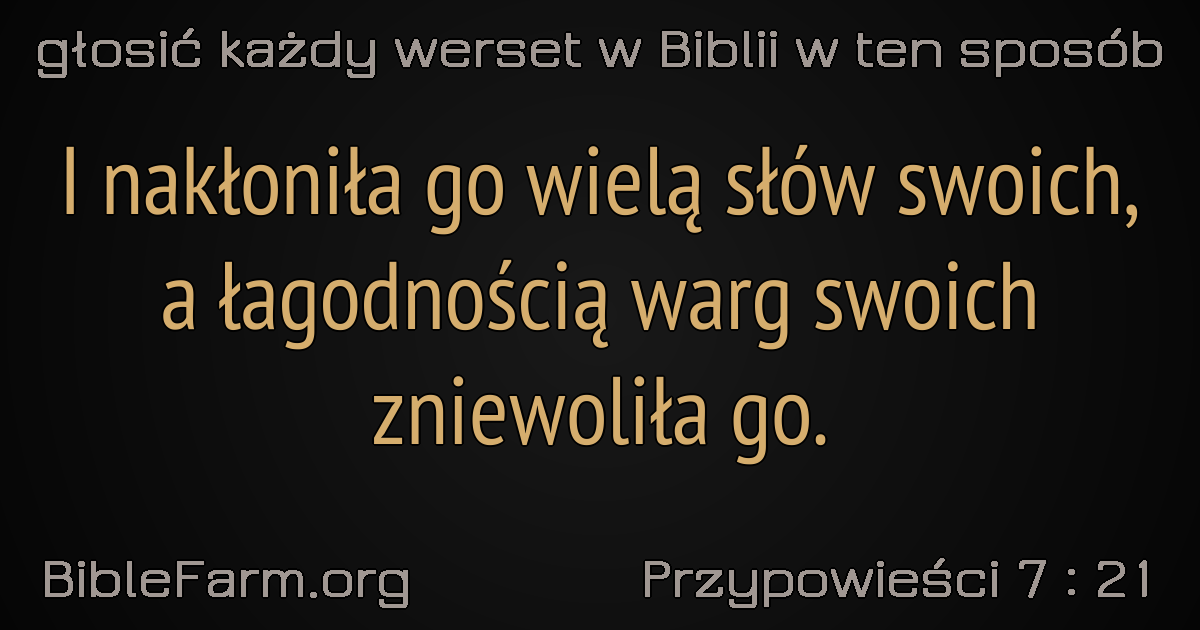 głosić każdy werset w Biblii w ten sposób
I nakłoniła go wielą słów swoich,
a łagodnością warg swoich
zniewoliła go.
BibleFarm.org
Przypowieści 7 : 21